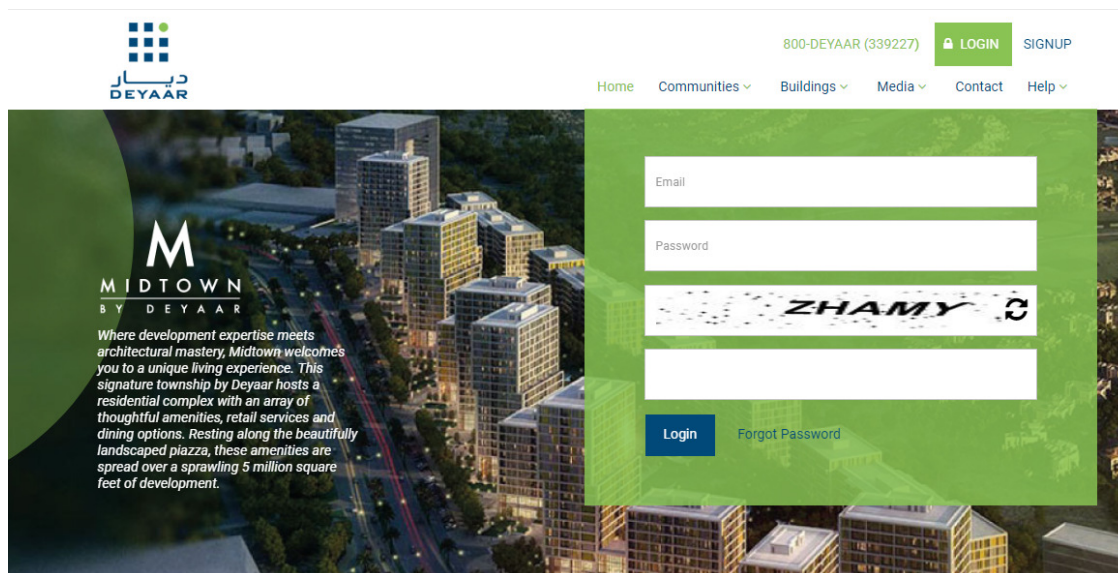 ديار
DEYAAR
800-DEYAAR (339227)
LOGIN
SIGNUP
Home
Communities
Buildings
Media
Contact
Help
M
MIDTOWN
BY DEYAAR
Where development expertise meets
architectural mastery, Midtown welcomes
you to a unique living experience. This
signature township by Deyaar hosts a
residential complex with an array of
thoughtful amenities, retail services and
dining options. Resting along the beautifully
landscaped piazza, these amenities are
spread over a sprawling 5 million square
feet of development.
Email
Password
ZHAMY
Login
Forgot Password